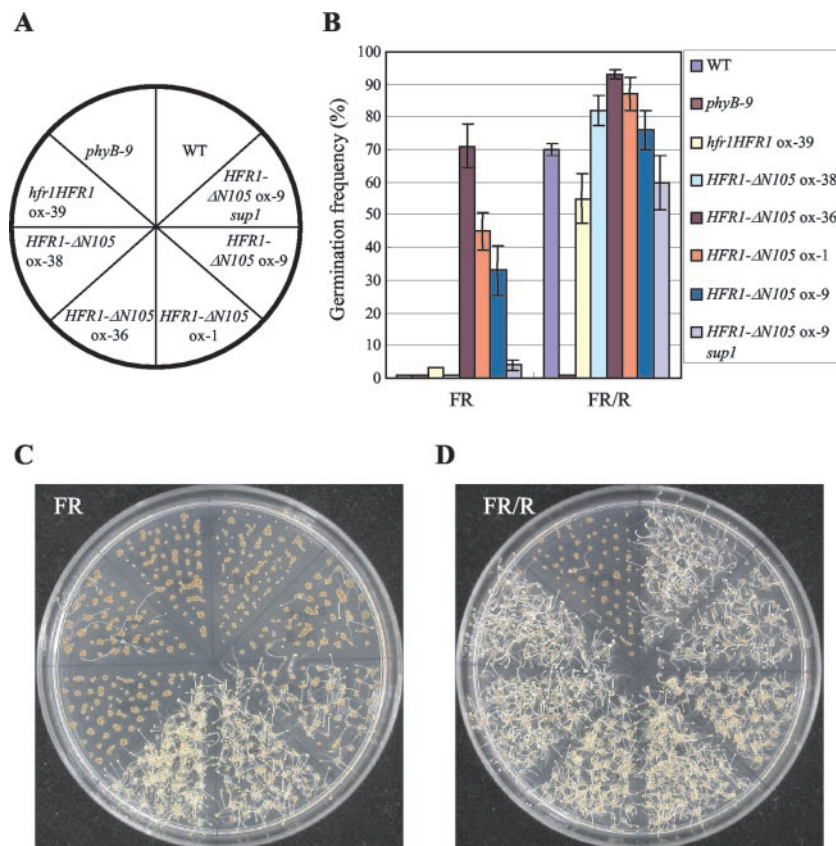 A
phyB-9
WT
hfr1HFR1
ox-39
HFR1-
ΔN105 ox-9
sup1
HFR1-ΔN105
ox-38
HFR1-
ΔN105 ox-9
HFR1-ΔN105
ox-36
HFR1-ΔN105
ox-1
B
Germination frequency (%)
100
90
80
70
60
50
40
30
20
10
0
FR
FR/R
WT
phyB-9
hfr1HFR1 ox-39
HFR1-ΔN105 ox-38
HFR1-ΔN105 ox-36
HFR1-ΔN105 ox-1
HFR1-ΔN105 ox-9
HFR1-ΔN105 ox-9
sup1
C
FR
D
FR/R